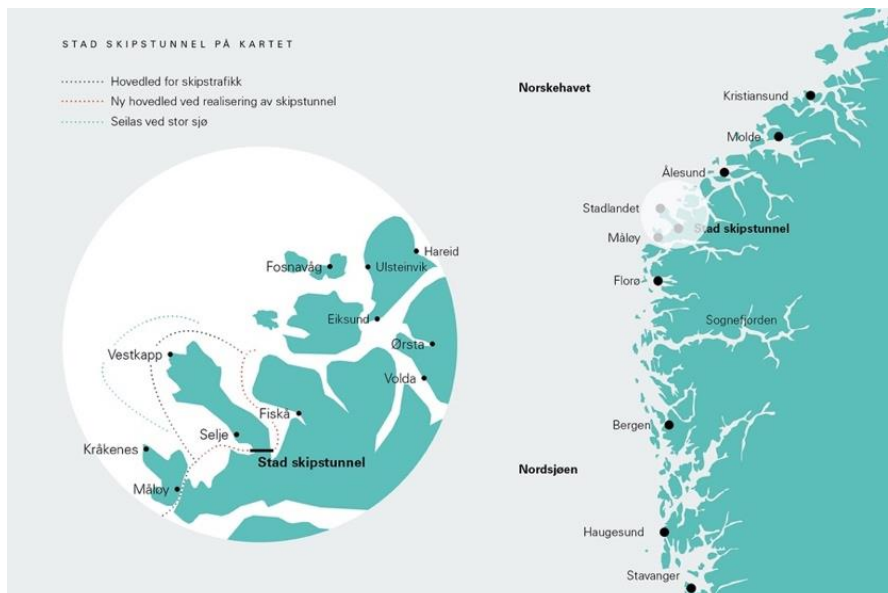 STAD SKIPSTUNNEL PÅ KARTET
Hovedled for skipstrafikk
Ny hovedled ved realisering av skipstunnel
Seilas ved stor sjø
Hareid
Fosnavåg
Ulsteinvik
Eiksund
Ørsta
Vestkapp
Volda
Fiskå
Selje
Kråkenes
Stad skipstunnel
Måløy
Norskehavet
Kristiansund
Molde
Ålesund
Stadlandet
Stad skipstunnel
Måløy
Florø
Sognefjorden
Bergen
Nordsjøen
Haugesund
Stavanger